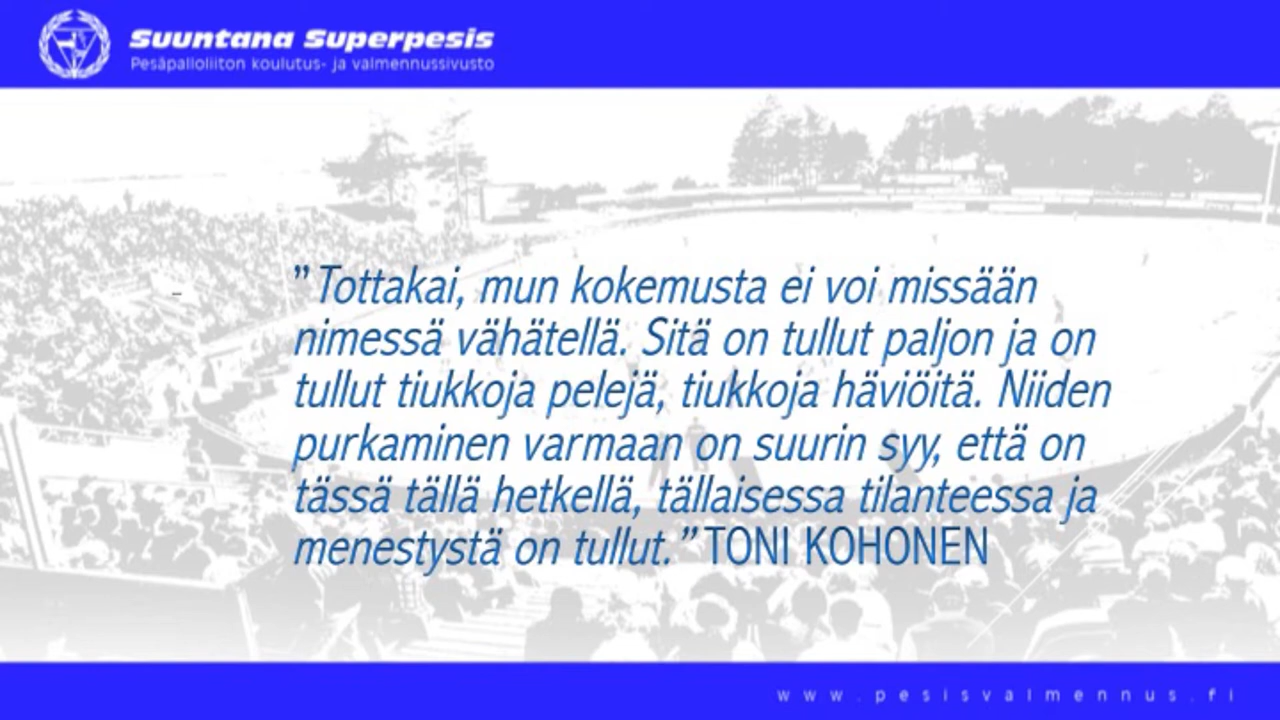 Suuntana Superpesis
Pesäpalloliiton koulutus- ja valmennussivusto
”Tottakai, mun kokemusta ei voi missään
nimessä vähätellä. Sitä on tullut paljon ja on
tullut tiukkoja pelejä, tiukkoja häviöitä. Niiden
purkaminen varmaan on suurin syy, että on
tässä tällä hetkellä, tällaisessa tilanteessa ja
menestystä on tullut.” TONI KOHONEN
www.pesisvalmennus.fi